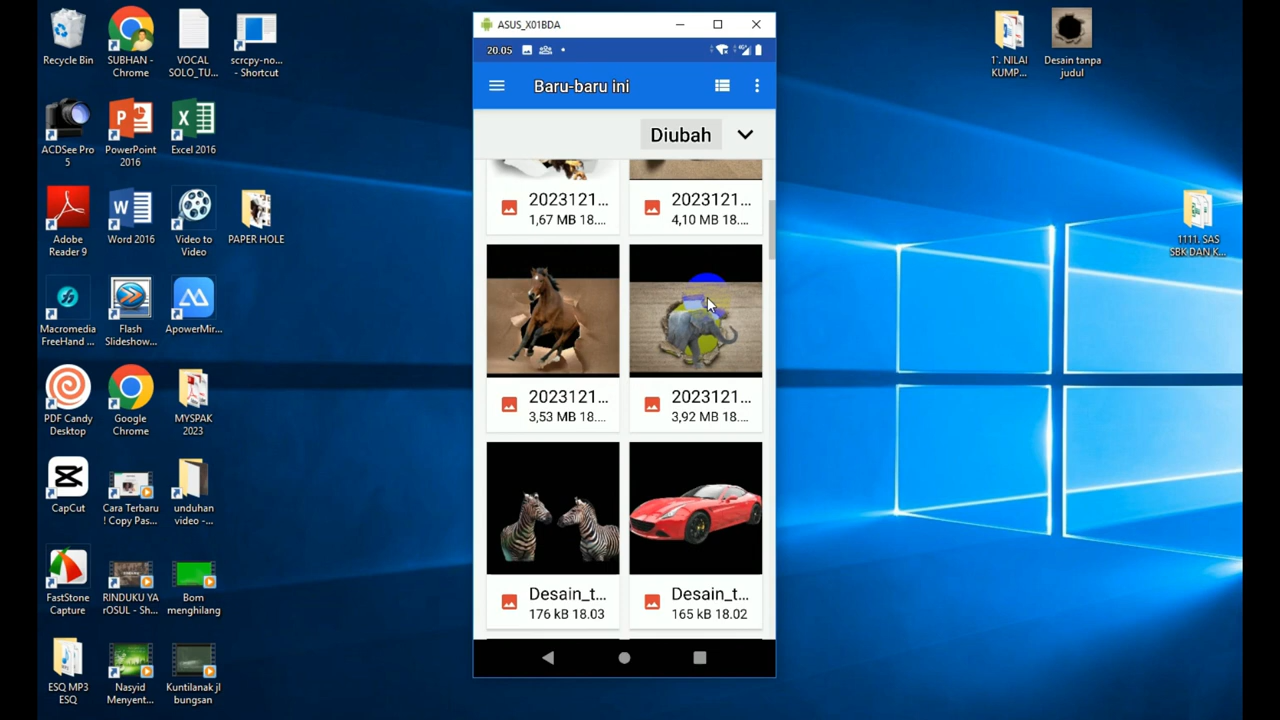 Recycle Bin
SUBHAN -
Chrome
VOCAL
SOLO_TU...
scrcpy-no...
- Shortcut
ACDSee Pro
5
PowerPoint
2016
Excel 2016
Adobe
Reader 9
Word 2016
Video to
Video
PAPER HOLE
Macromedia
FreeHand ...
Flash
Slideshow...
ApowerMir...
PDF Candy
Desktop
Google
Chrome
MYSPAK
2023
CapCut
Cara Terbaru
! Copy Pas...
unduhan
video -...
FastStone
Capture
RINDUKU YA
rOSUL - Sh...
Bom
menghilang
ESQ MP3
ESQ
Nasyid
Menyent...
Kuntilanak jl
bungsan
ASUS_X01BDA
20.05
Baru-baru ini
Diubah
2023121...
1,67 MB 18....
2023121...
4,10 MB 18....
2023121...
3,53 MB 18....
2023121...
3,92 MB 18....
Desain_t...
176 kB 18.03
Desain_t...
165 kB 18.02
1`. NILAI
KUMP...
Desain tanpa
judul
1111. SAS
SBK DAN K...